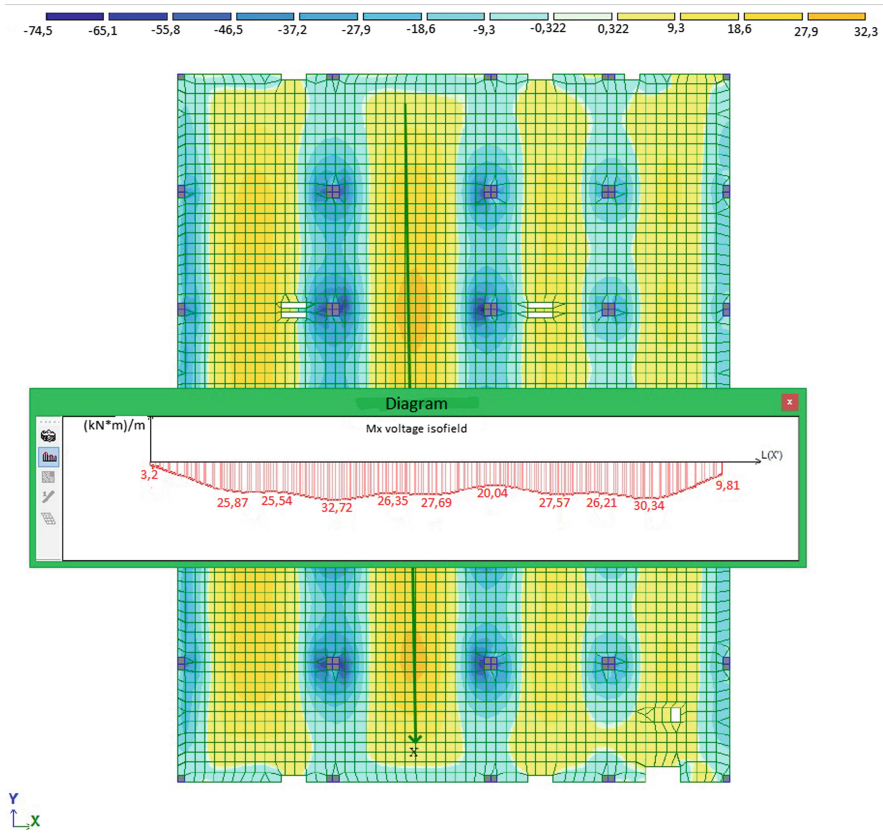 -74,5 -65,1 -55,8 -46,5 -37,2 -27,9 -18,6 -9,3 -0,322 0,322 9,3 18,6 27,9 32,3
Diagram
x
(kN*m)/m
Mx voltage isofield
L(X')
3,2 25,87 25,54 32,72 26,35 27,69 20,04 27,57 26,21 30,34 9,81
X
Y
X